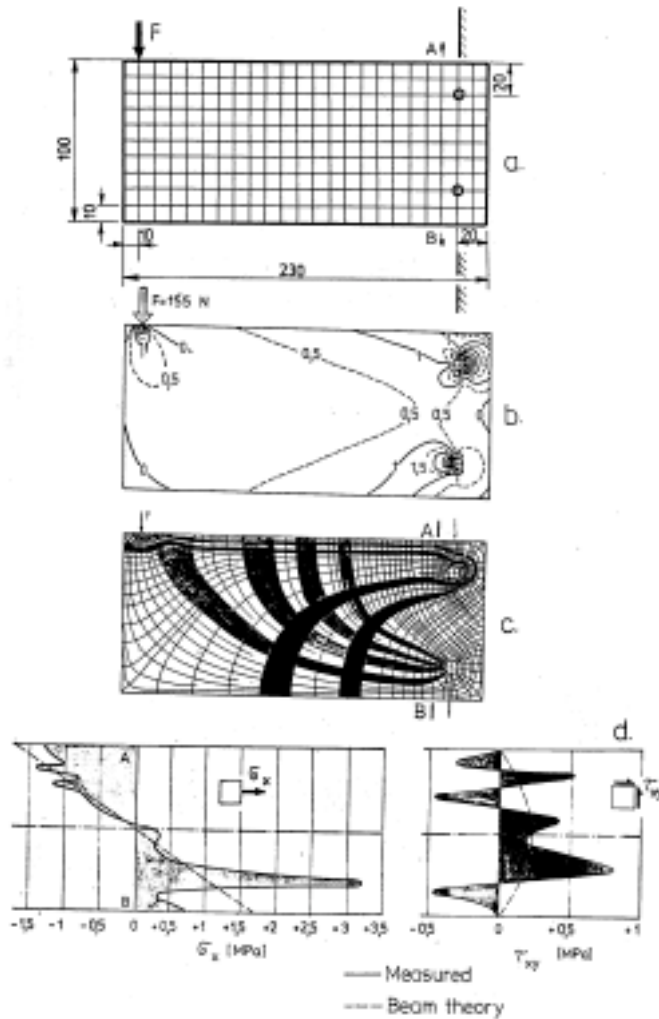 F
A
20
100
a.
10
10
B
20
230
F=155 N
0
0,5
0,5
1
0,5
0,5
0
b.
0
1
1,5
A
c.
B
d.
A
σx
τxy
B
-1,5 -1 -0,5 0 +0,5 +1 +1,5 +2 +2,5 +3 +3,5
-0,5 0 +0,5 +1
σx [MPa]
τxy [MPa]
Measured
Beam theory